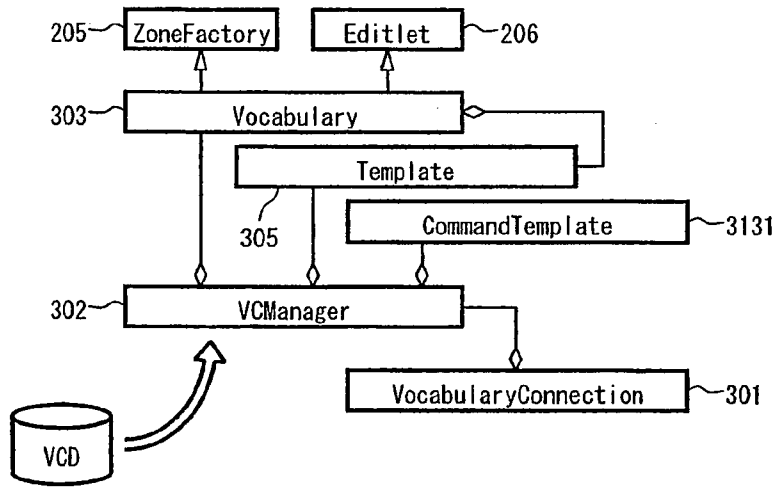 205
ZoneFactory
Editlet
206
303
Vocabulary
Template
305
CommandTemplate
3131
302
VCManager
VocabularyConnection
301
VCD